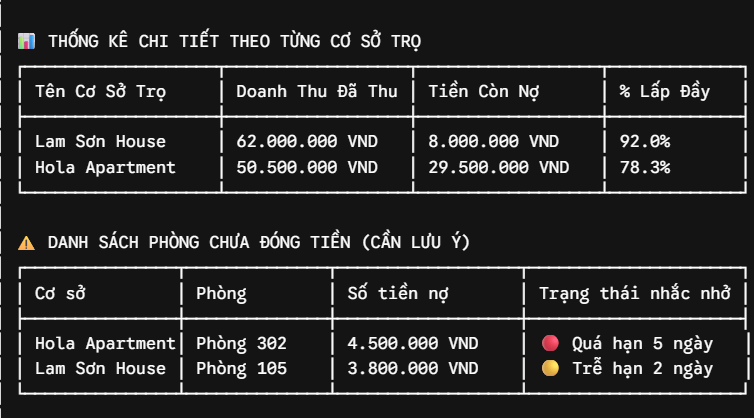 THỐNG KÊ CHI TIẾT THEO TỪNG CƠ SỞ TRỌ
Tên Cơ Sở Trọ Doanh Thu Đã Thu Tiền Còn Nợ % Lấp Đầy
Lam Sơn House 62.000.000 VND 8.000.000 VND 92.0%
Hola Apartment 50.500.000 VND 29.500.000 VND 78.3%
DANH SÁCH PHÒNG CHƯA ĐÓNG TIỀN (CẦN LƯU Ý)
Cơ sở Phòng Số tiền nợ Trạng thái nhắc nhở
Hola Apartment Phòng 302 4.500.000 VND Quá hạn 5 ngày
Lam Sơn House Phòng 105 3.800.000 VND Trễ hạn 2 ngày